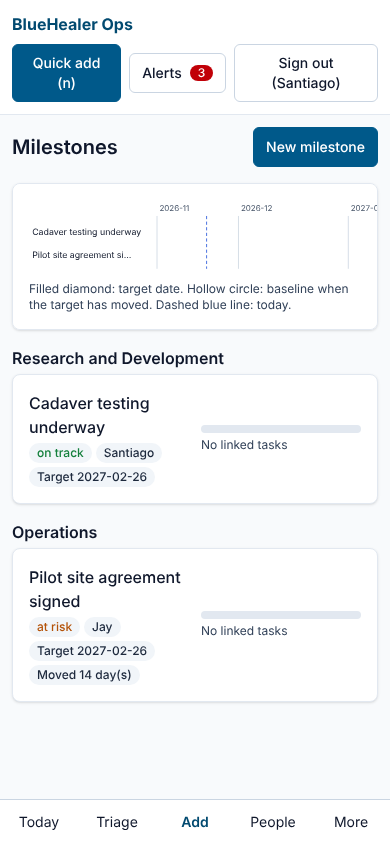 BlueHealer Ops
Quick add
(n)
Alerts 3
Sign out
(Santiago)
Milestones
New milestone
2026-11
2026-12
2027-0
Cadaver testing underway
Pilot site agreement si...
Filled diamond: target date. Hollow circle: baseline when
the target has moved. Dashed blue line: today.
Research and Development
Cadaver testing
underway
on track
Santiago
Target 2027-02-26
No linked tasks
Operations
Pilot site agreement
signed
at risk
Jay
Target 2027-02-26
Moved 14 day(s)
No linked tasks
Today
Triage
Add
People
More